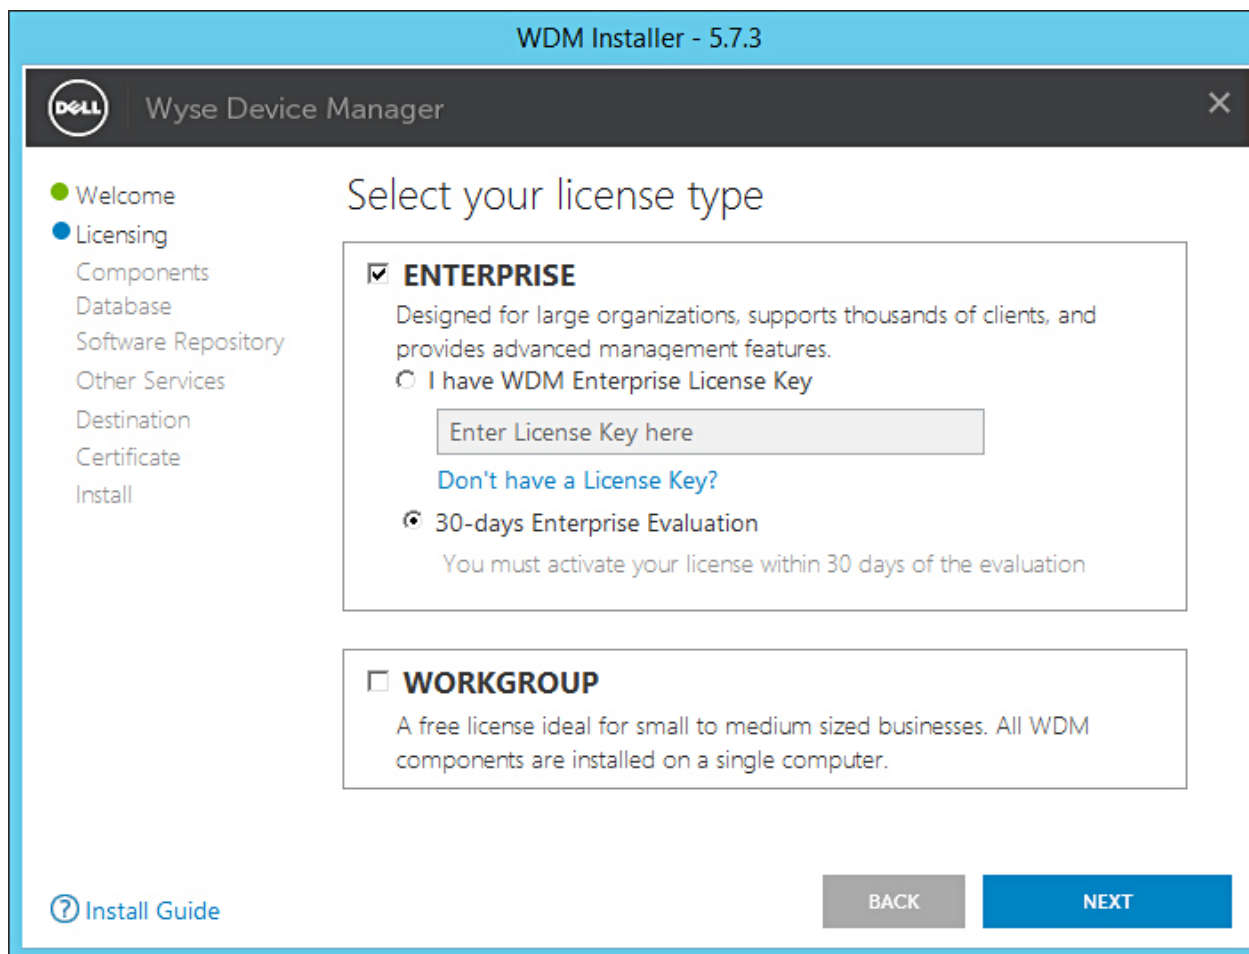 WDM Installer - 5.7.3
DELL
Wyse Device Manager
Welcome
Licensing
Components
Database
Software Repository
Other Services
Destination
Certificate
Install
Select your license type
ENTERPRISE
Designed for large organizations, supports thousands of clients, and
provides advanced management features.
I have WDM Enterprise License Key
Enter License Key here
Don't have a License Key?
30-days Enterprise Evaluation
You must activate your license within 30 days of the evaluation
WORKGROUP
A free license ideal for small to medium sized businesses. All WDM
components are installed on a single computer.
? Install Guide
BACK
NEXT